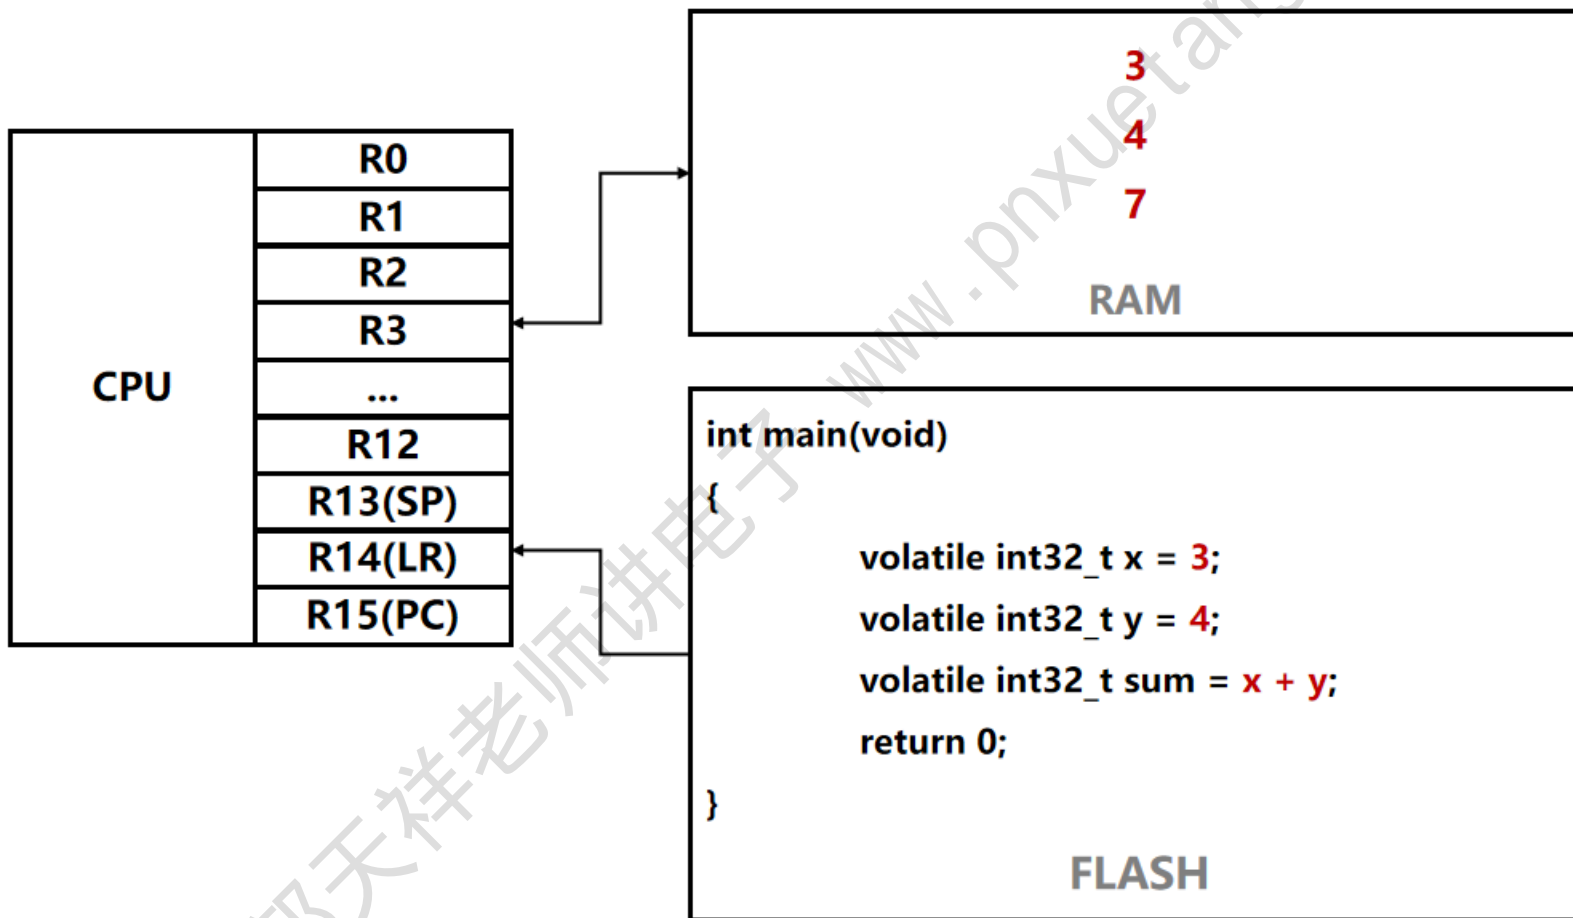 CPU
R0
R1
R2
R3
...
R12
R13(SP)
R14(LR)
R15(PC)
3
4
7
RAM
int main(void)
{
volatile int32_t x = 3;
volatile int32_t y = 4;
volatile int32_t sum = x + y;
return 0;
}
FLASH
天祥老师讲电子 www.pnxuetang